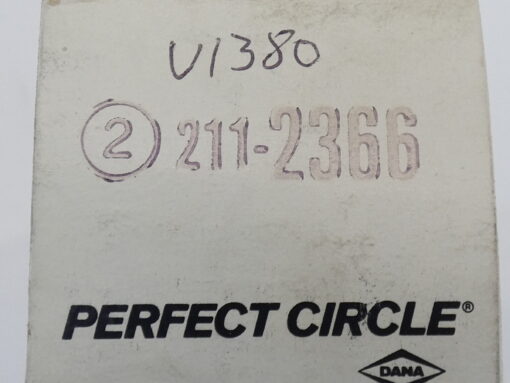 V1380
2 211-2366
PERFECT CIRCLE®
DANA